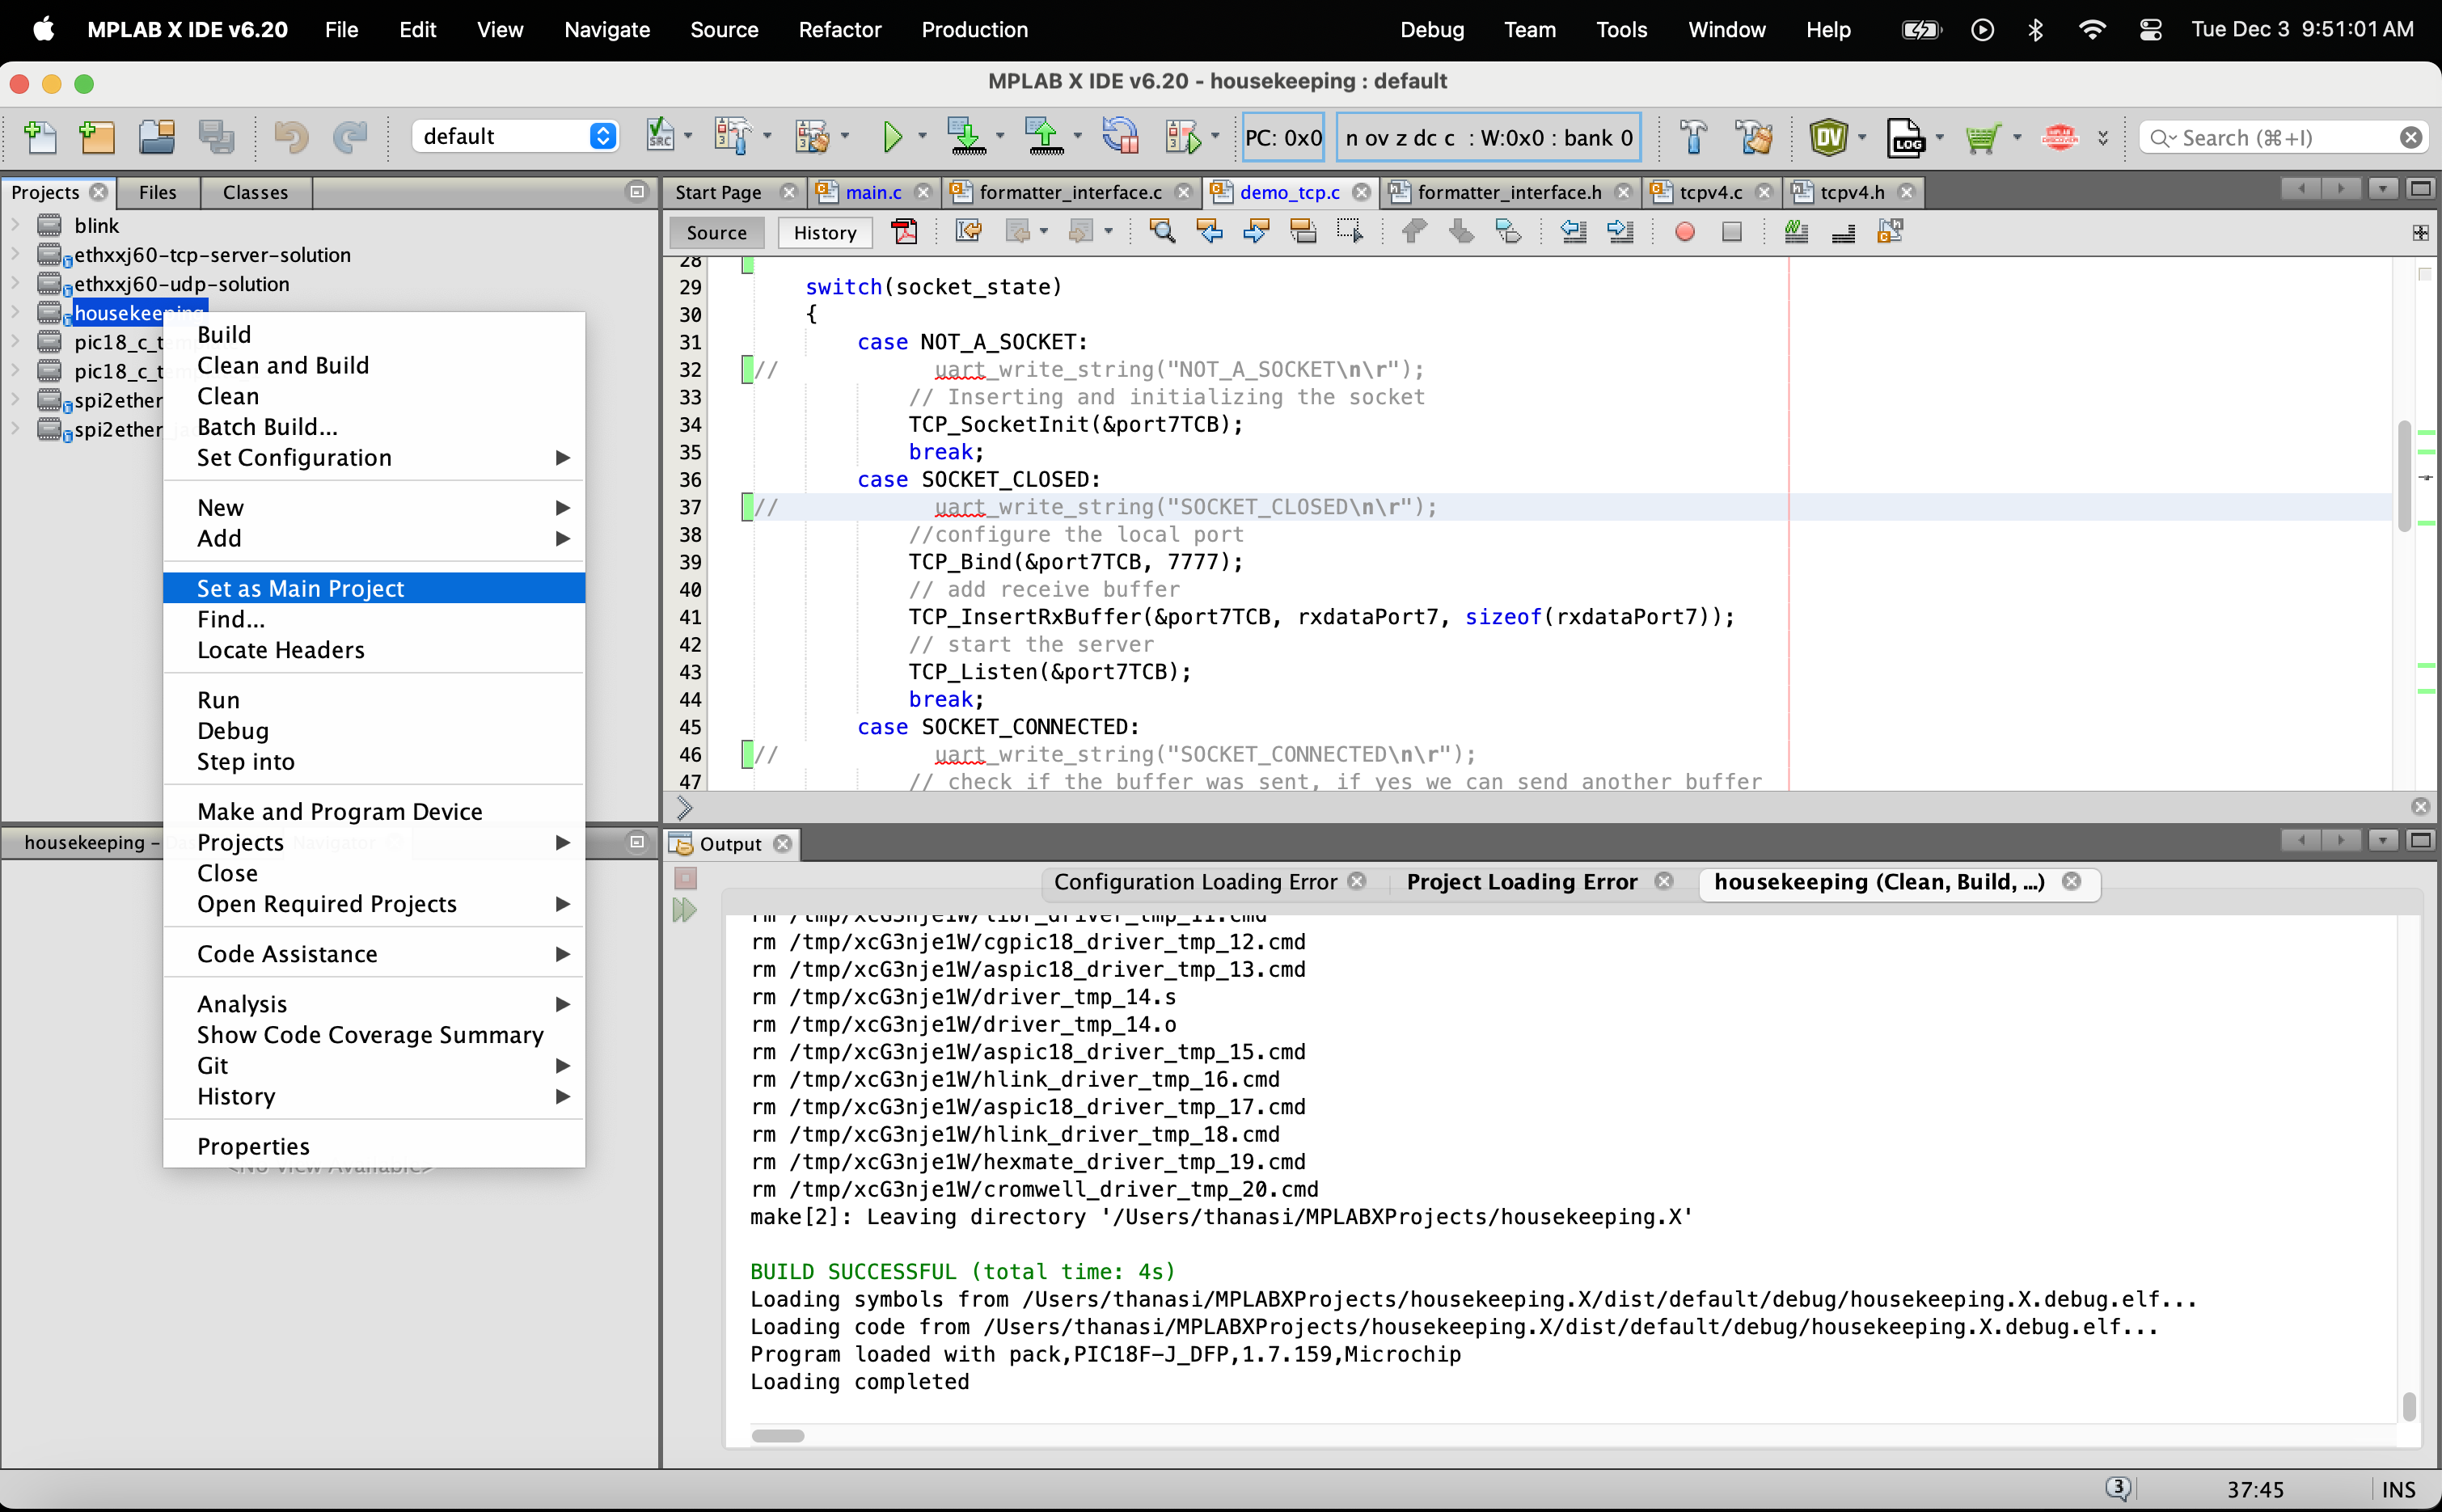 MPLAB X IDE v6.20 File Edit View Navigate Source Refactor Production Debug Team Tools Window Help Tue Dec 3 9:51:01 AM
MPLAB X IDE v6.20 - housekeeping : default
default SRC PC: 0x0 n ov z dc c : W:0x0 : bank 0 DV LOG Search (⌘+I)
Projects Files Classes
blink
ethxxj60-tcp-server-solution
ethxxj60-udp-solution
housekeeping
pic18_c_t
pic18_c_t
spi2ether
spi2ether
Build
Clean and Build
Clean
Batch Build...
Set Configuration
New
Add
Set as Main Project
Find...
Locate Headers
Run
Debug
Step into
Make and Program Device
Projects
Close
Open Required Projects
Code Assistance
Analysis
Show Code Coverage Summary
Git
History
Properties
housekeeping –
Navigator
<No View Available>
Start Page main.c formatter_interface.c demo_tcp.c formatter_interface.h tcpv4.c tcpv4.h
Source History
28
29 switch(socket_state)
30 {
31 case NOT_A_SOCKET:
32 // uart_write_string("NOT_A_SOCKET\n\r");
33 // Inserting and initializing the socket
34 TCP_SocketInit(&port7TCB);
35 break;
36 case SOCKET_CLOSED:
37 // uart_write_string("SOCKET_CLOSED\n\r");
38 //configure the local port
39 TCP_Bind(&port7TCB, 7777);
40 // add receive buffer
41 TCP_InsertRxBuffer(&port7TCB, rxdataPort7, sizeof(rxdataPort7));
42 // start the server
43 TCP_Listen(&port7TCB);
44 break;
45 case SOCKET_CONNECTED:
46 // uart_write_string("SOCKET_CONNECTED\n\r");
47 // check if the buffer was sent, if yes we can send another buffer
Output
Configuration Loading Error Project Loading Error housekeeping (Clean, Build, ...)
rm /tmp/xcG3nje1W/libr_driver_tmp_11.cmd
rm /tmp/xcG3nje1W/cgpic18_driver_tmp_12.cmd
rm /tmp/xcG3nje1W/aspic18_driver_tmp_13.cmd
rm /tmp/xcG3nje1W/driver_tmp_14.s
rm /tmp/xcG3nje1W/driver_tmp_14.o
rm /tmp/xcG3nje1W/aspic18_driver_tmp_15.cmd
rm /tmp/xcG3nje1W/hlink_driver_tmp_16.cmd
rm /tmp/xcG3nje1W/aspic18_driver_tmp_17.cmd
rm /tmp/xcG3nje1W/hlink_driver_tmp_18.cmd
rm /tmp/xcG3nje1W/hexmate_driver_tmp_19.cmd
rm /tmp/xcG3nje1W/cromwell_driver_tmp_20.cmd
make[2]: Leaving directory '/Users/thanasi/MPLABXProjects/housekeeping.X'
BUILD SUCCESSFUL (total time: 4s)
Loading symbols from /Users/thanasi/MPLABXProjects/housekeeping.X/dist/default/debug/housekeeping.X.debug.elf...
Loading code from /Users/thanasi/MPLABXProjects/housekeeping.X/dist/default/debug/housekeeping.X.debug.elf...
Program loaded with pack,PIC18F-J_DFP,1.7.159,Microchip
Loading completed
3 37:45 INS